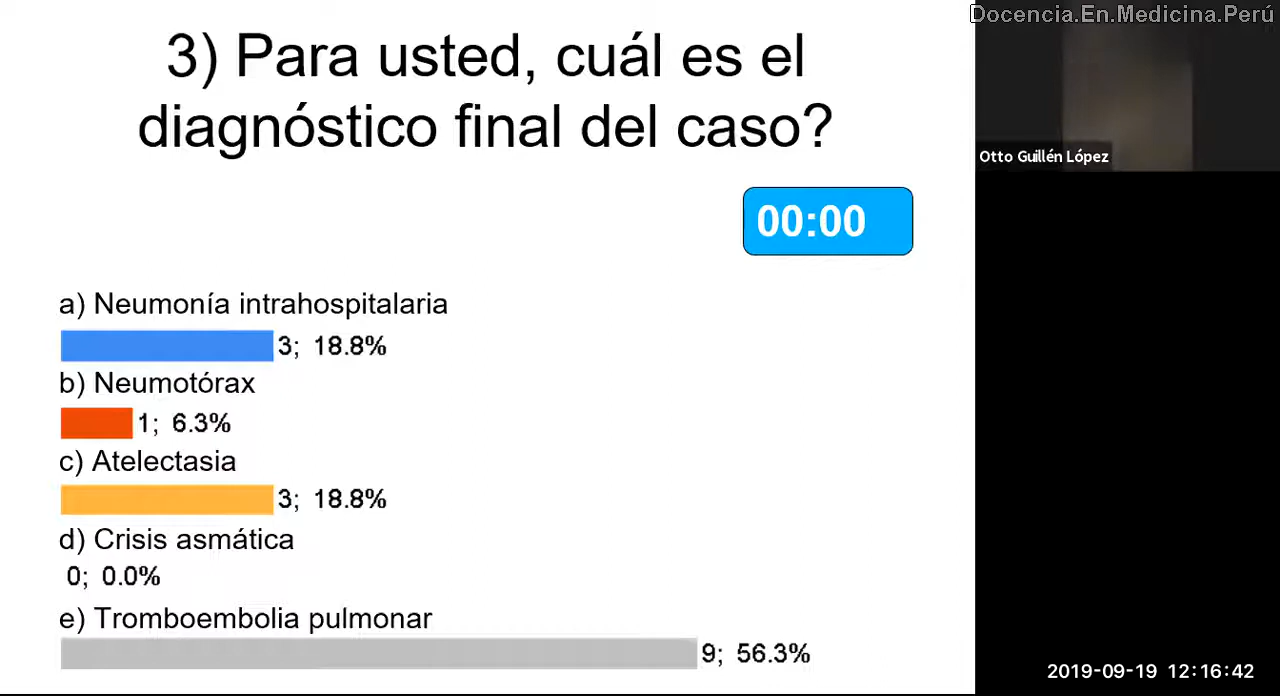 Docencia.En.Medicina.Perú
3) Para usted, cuál es el
diagnóstico final del caso?
Otto Guillén López
00:00
a) Neumonía intrahospitalaria
3; 18.8%
b) Neumotórax
1; 6.3%
c) Atelectasia
3; 18.8%
d) Crisis asmática
0; 0.0%
e) Tromboembolia pulmonar
9; 56.3%
2019-09-19 12:16:42